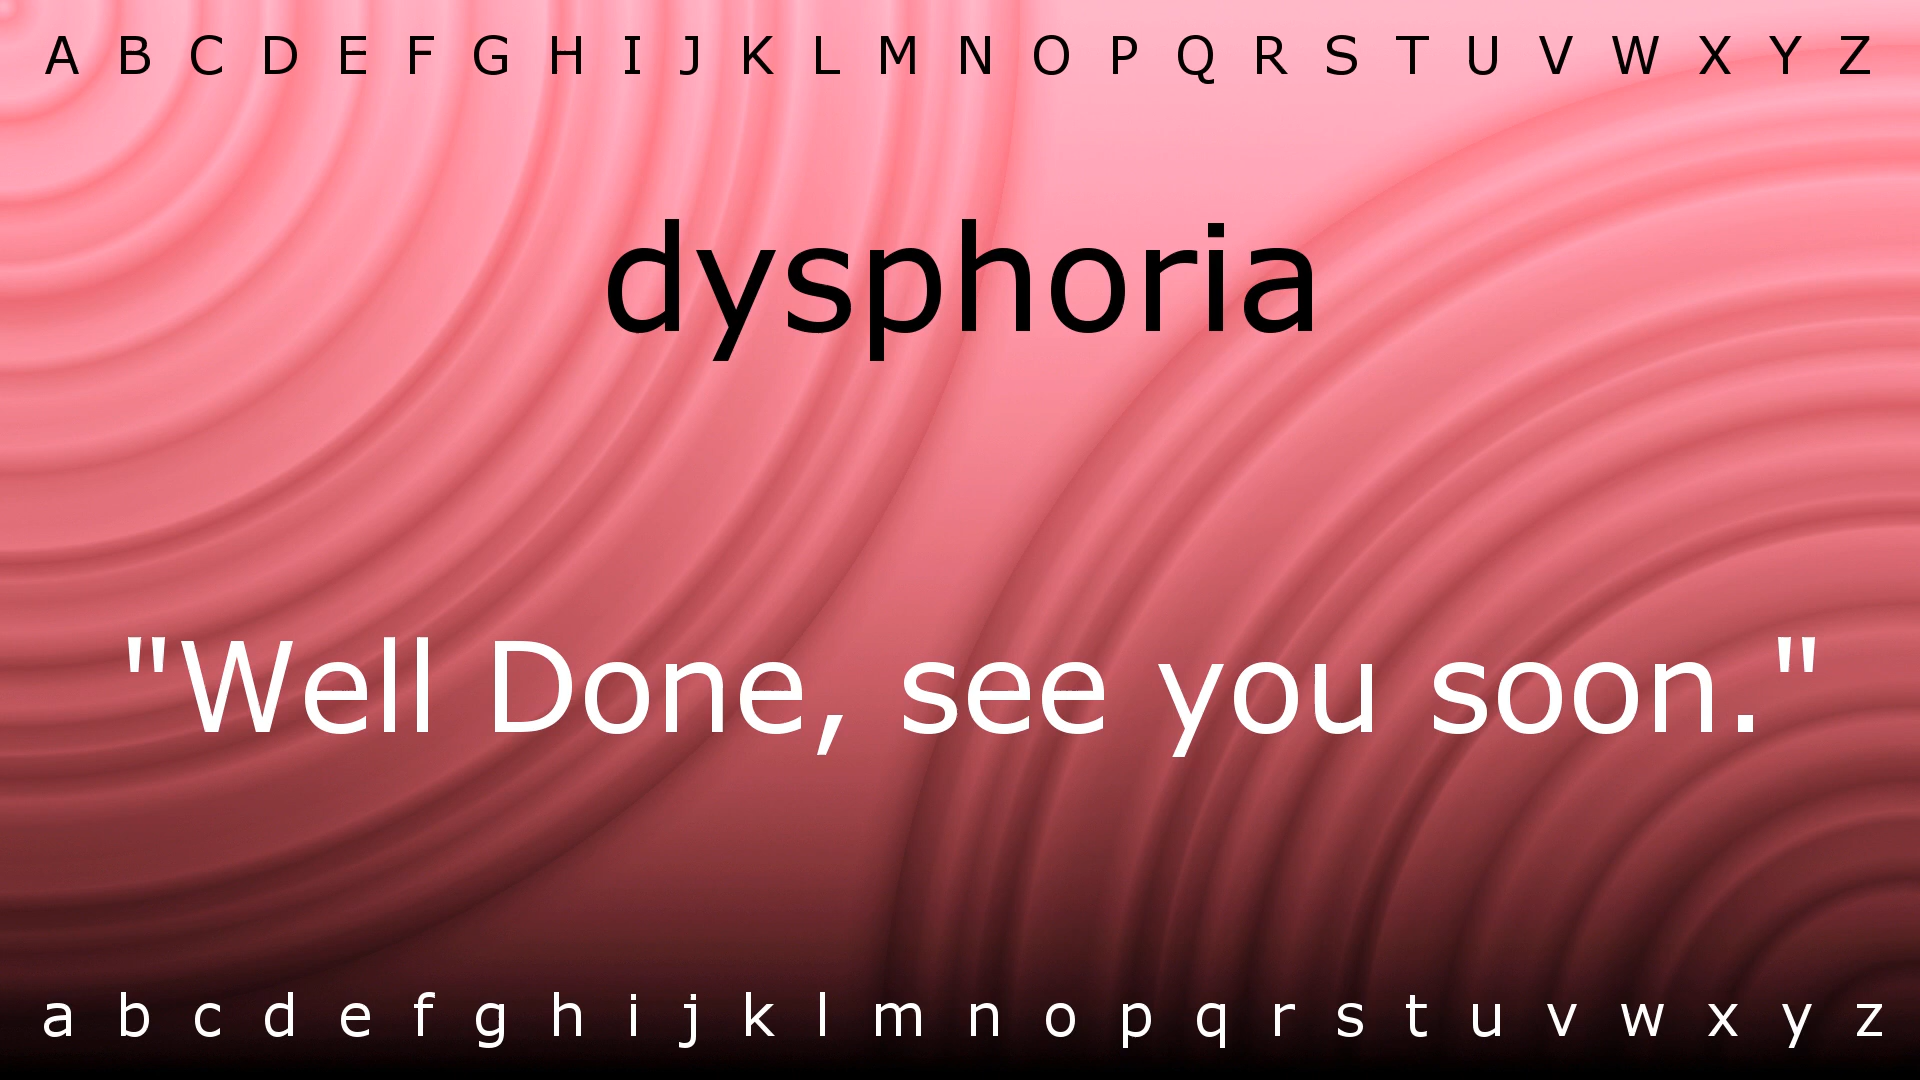 A B C D E F G H I J K L M N O P Q R S T U V W X Y Z
dysphoria
"Well Done, see you soon."
a b c d e f g h i j k l m n o p q r s t u v w x y z